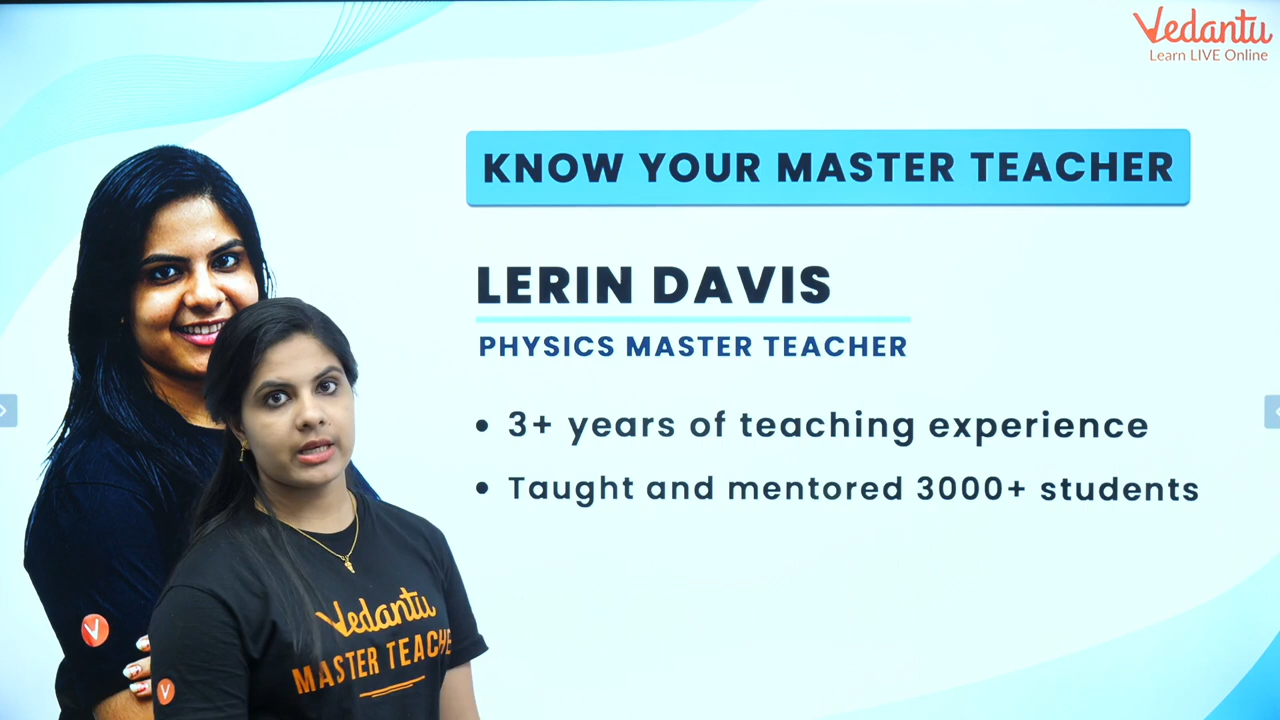 Vedantu
Learn LIVE Online
KNOW YOUR MASTER TEACHER
LERIN DAVIS
PHYSICS MASTER TEACHER
• 3+ years of teaching experience
• Taught and mentored 3000+ students
V
Vedantu
MASTER TEACHE
V